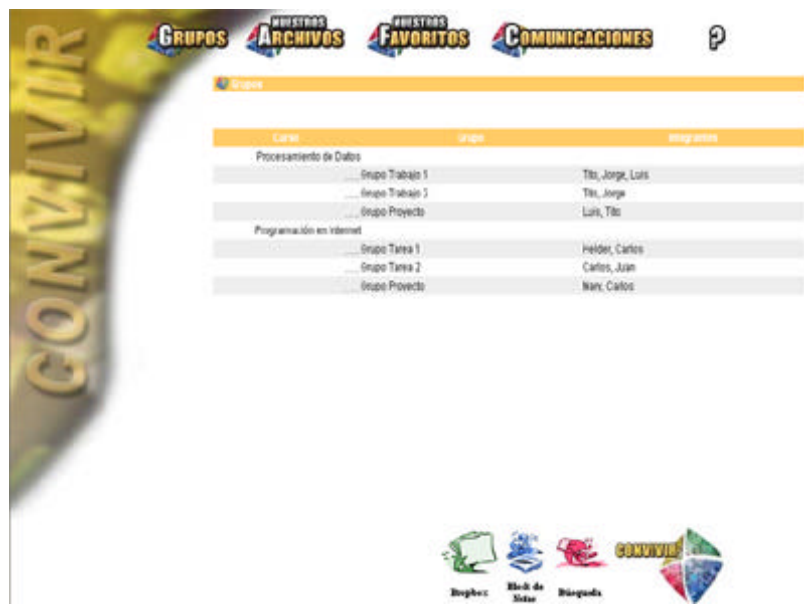 CONVIVIR
GRUPOS
NUESTROS ARCHIVOS
NUESTROS FAVORITOS
COMUNICACIONES
?
Grupos
Curso Grupo Integrantes
Procesamiento de Datos
....Grupo Trabajo 1 Tito, Jorge, Luis
....Grupo Trabajo Tito, Jorge
....Grupo Proyecto Luis, Tito
Programación en internet
....Grupo Tarea 1 Helder, Carlos
....Grupo Tarea 2 Carlos, Juan
....Grupo Proyecto Carlos
CONVIVIR
Dropbox Block de Notas Búsqueda